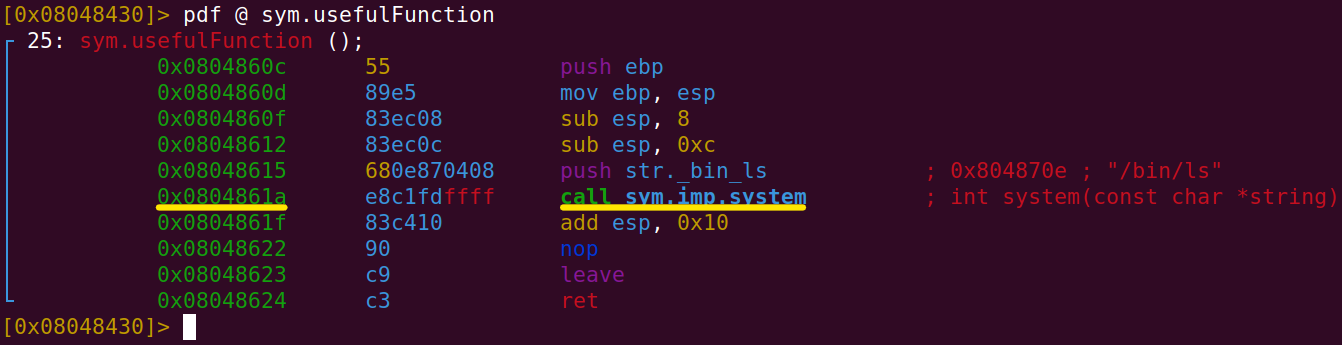 [0x08048430]> pdf @ sym.usefulFunction
25: sym.usefulFunction ();
0x0804860c 55 push ebp
0x0804860d 89e5 mov ebp, esp
0x0804860f 83ec08 sub esp, 8
0x08048612 83ec0c sub esp, 0xc
0x08048615 680e870408 push str._bin_ls ; 0x804870e ; "/bin/ls"
0x0804861a e8c1fdffff call sym.imp.system ; int system(const char *string)
0x0804861f 83c410 add esp, 0x10
0x08048622 90 nop
0x08048623 c9 leave
0x08048624 c3 ret
[0x08048430]>